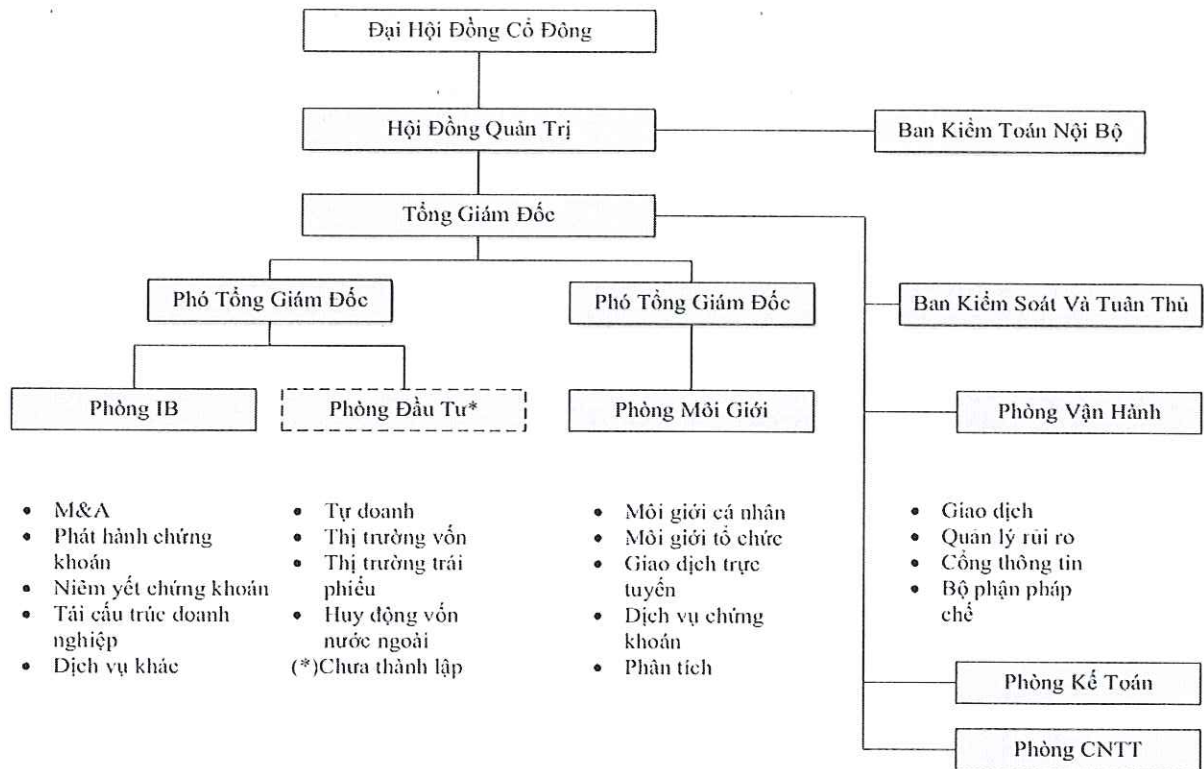 Đại Hội Đồng Cổ Đông
Hội Đồng Quản Trị
Ban Kiểm Toán Nội Bộ
Tổng Giám Đốc
Phó Tổng Giám Đốc
Phó Tổng Giám Đốc
Ban Kiểm Soát Và Tuân Thủ
Phòng IB
Phòng Đầu Tư*
Phòng Môi Giới
Phòng Vận Hành
• M&A
• Phát hành chứng
khoán
• Niêm yết chứng khoán
• Tái cấu trúc doanh
nghiệp
• Dịch vụ khác
• Tự doanh
• Thị trường vốn
• Thị trường trái
phiếu
• Huy động vốn
nước ngoài
(*)Chưa thành lập
• Môi giới cá nhân
• Môi giới tổ chức
• Giao dịch trực
tuyến
• Dịch vụ chứng
khoán
• Phân tích
• Giao dịch
• Quản lý rủi ro
• Cổng thông tin
• Bộ phận pháp
chế
Phòng Kế Toán
Phòng CNTT